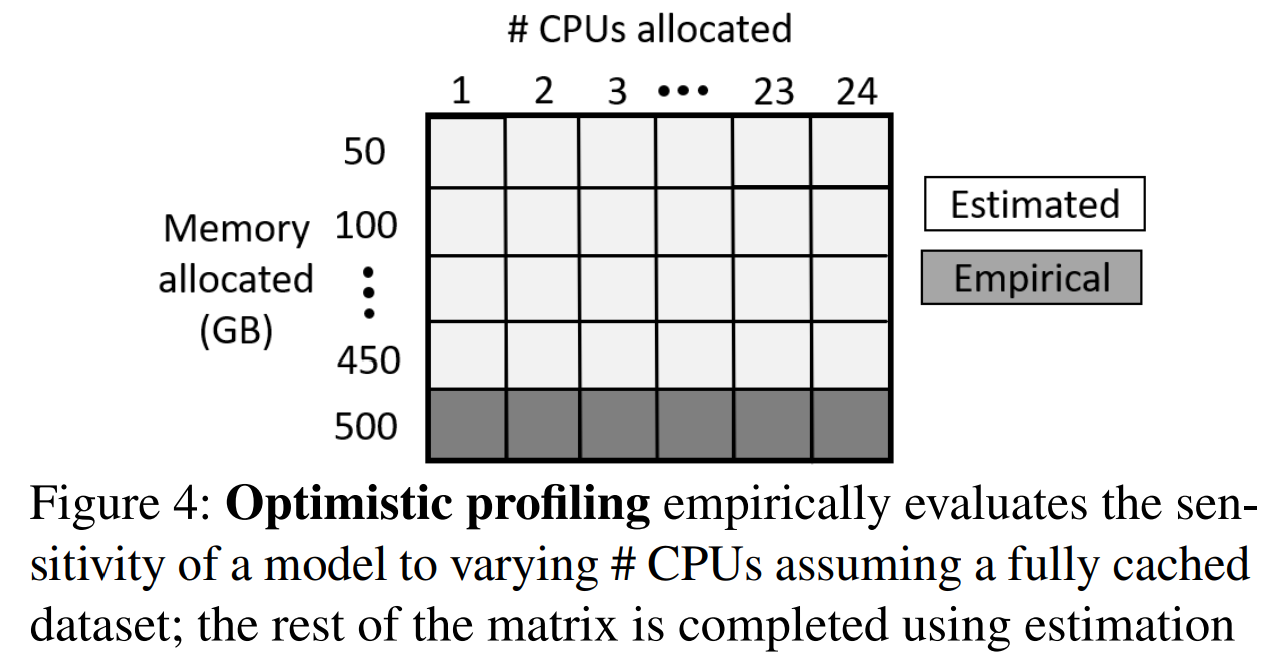 # CPUs allocated
1 2 3 ••• 23 24
50
Memory
allocated
(GB)
100
450
500
Estimated
Empirical
Figure 4: Optimistic profiling empirically evaluates the sen-
sitivity of a model to varying # CPUs assuming a fully cached
dataset; the rest of the matrix is completed using estimation